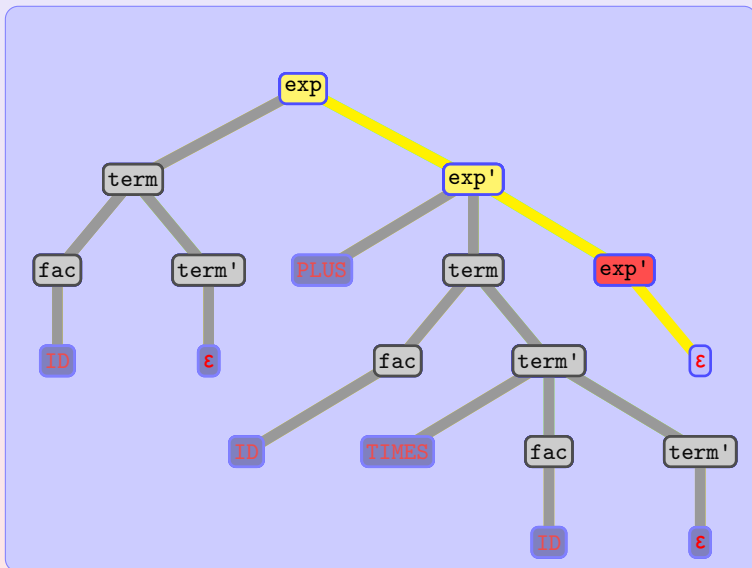 exp
term exp'
fac term' PLUS term exp'
ID ε fac term' ε
ID TIMES fac term'
ID ε